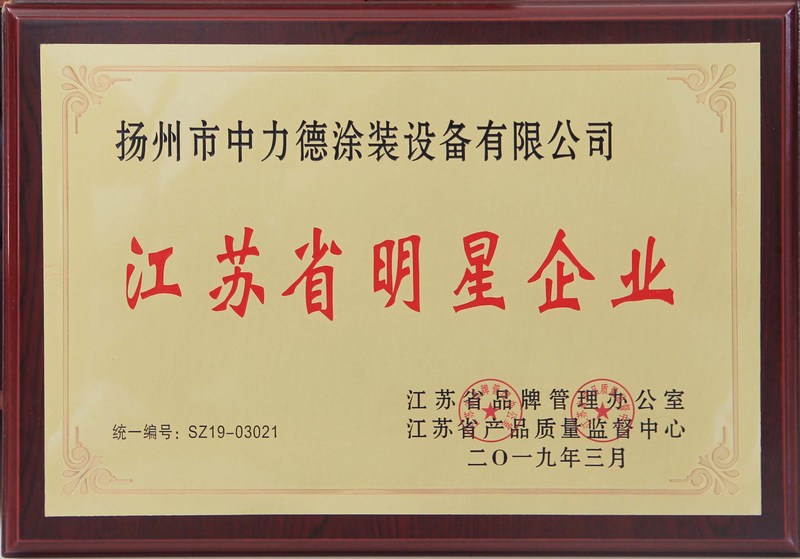 扬州市中力德涂装设备有限公司
江苏省明星企业
江苏省品牌管理办公室
江苏省产品质量监督中心
二〇一九年三月
统一编号：SZ19-03021